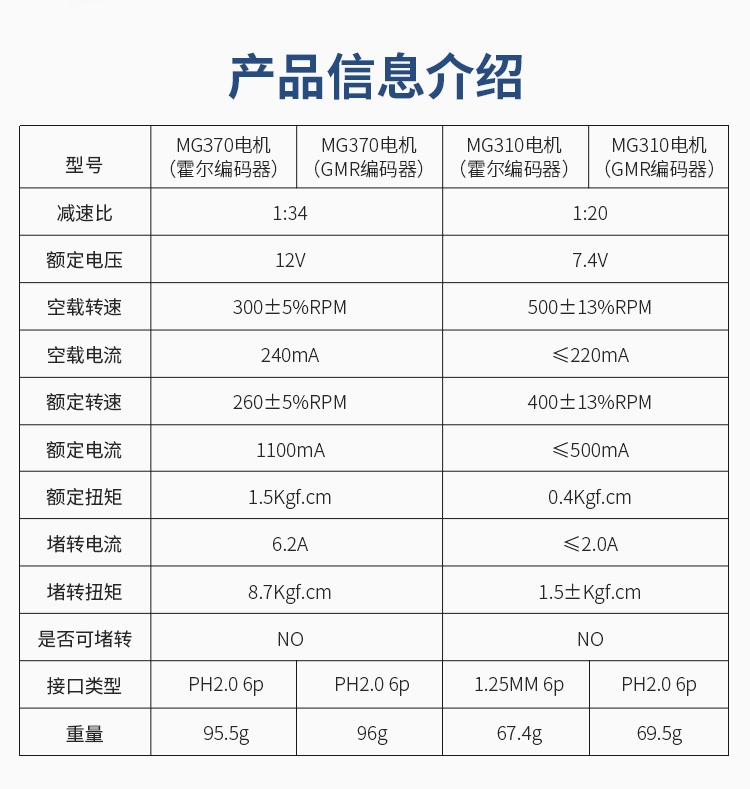 产品信息介绍
型号 MG370电机（霍尔编码器） MG370电机（GMR编码器） MG310电机（霍尔编码器） MG310电机（GMR编码器）
减速比 1:34 1:20
额定电压 12V 7.4V
空载转速 300±5%RPM 500±13%RPM
空载电流 240mA ≤220mA
额定转速 260±5%RPM 400±13%RPM
额定电流 1100mA ≤500mA
额定扭矩 1.5Kgf.cm 0.4Kgf.cm
堵转电流 6.2A ≤2.0A
堵转扭矩 8.7Kgf.cm 1.5±Kgf.cm
是否可堵转 NO NO
接口类型 PH2.0 6p PH2.0 6p 1.25MM 6p PH2.0 6p
重量 95.5g 96g 67.4g 69.5g